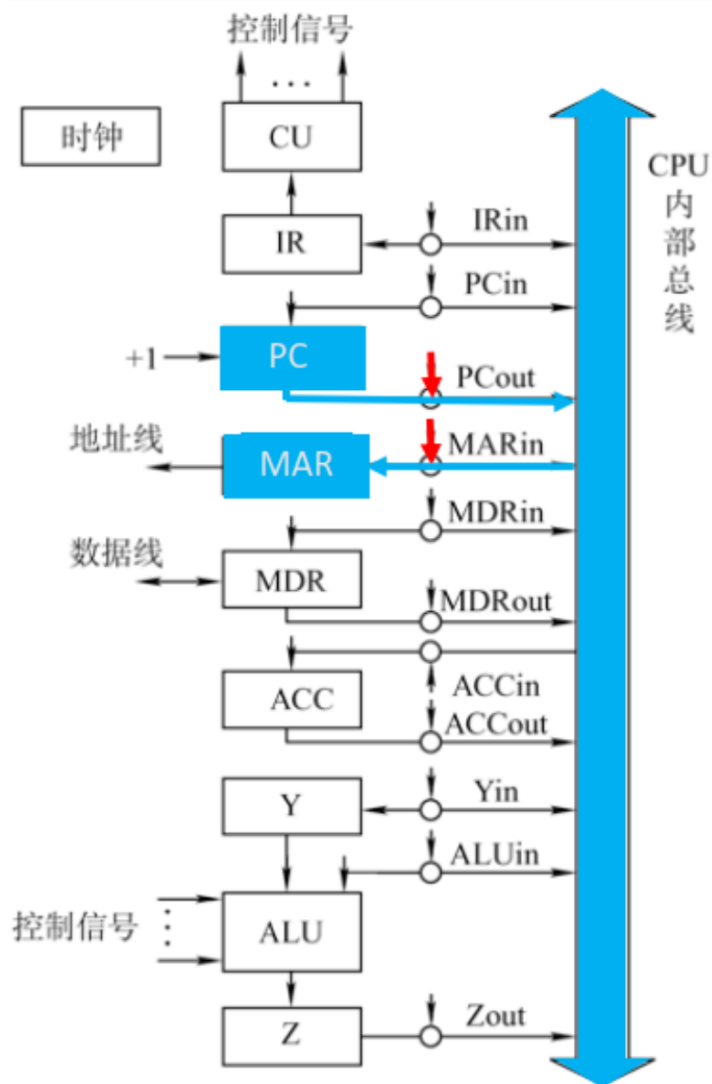 控制信号
...
时钟
CU
CPU
内
部
总
线
IR
IRin
PCin
+1
PC
PCout
地址线
MAR
MARin
MDRin
数据线
MDR
MDRout
ACC
ACCin
ACCout
Y
Yin
ALUin
控制信号
ALU
Z
Zout